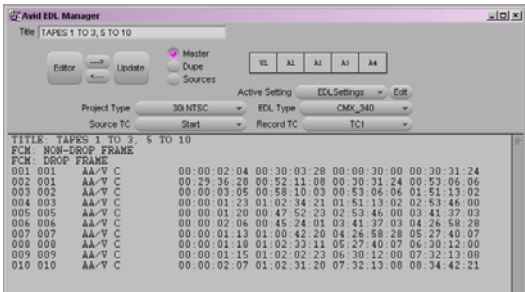 Avid EDL Manager
Title TAPES 1 TO 3, 5 TO 10
Master
Editor ---> Update Dupe V1 A1 A2 A3 A4
<--- Sources
Active Setting EDLSettings Edit
Project Type 30i NTSC EDL Type CMX_340
Source TC Start Record TC TC1
TITLE: TAPES 1 TO 3, 5 TO 10
FCM: NON-DROP FRAME
FCM: DROP FRAME
001 001 AA/V C 00:00:02:04 00:30:03:28 00:00:30:00 00:30:31:24
002 001 AA/V C 00:29:36:28 00:52:11:08 00:30:31:24 00:53:06:06
003 002 AA/V C 00:00:03:05 00:58:10:03 00:53:06:06 01:51:13:02
004 003 AA/V C 00:00:01:23 01:02:34:21 01:51:13:02 02:53:46:00
005 005 AA/V C 00:00:01:20 00:47:52:23 02:53:46:00 03:41:37:03
006 006 AA/V C 00:00:02:06 00:45:24:01 03:41:37:03 04:26:58:28
007 007 AA/V C 00:00:01:13 01:00:42:20 04:26:58:28 05:27:40:07
008 008 AA/V C 00:00:01:18 01:02:33:11 05:27:40:07 06:30:12:00
009 009 AA/V C 00:00:01:15 01:02:02:23 06:30:12:00 07:32:13:08
010 010 AA/V C 00:00:02:07 01:02:31:20 07:32:13:08 08:34:42:21